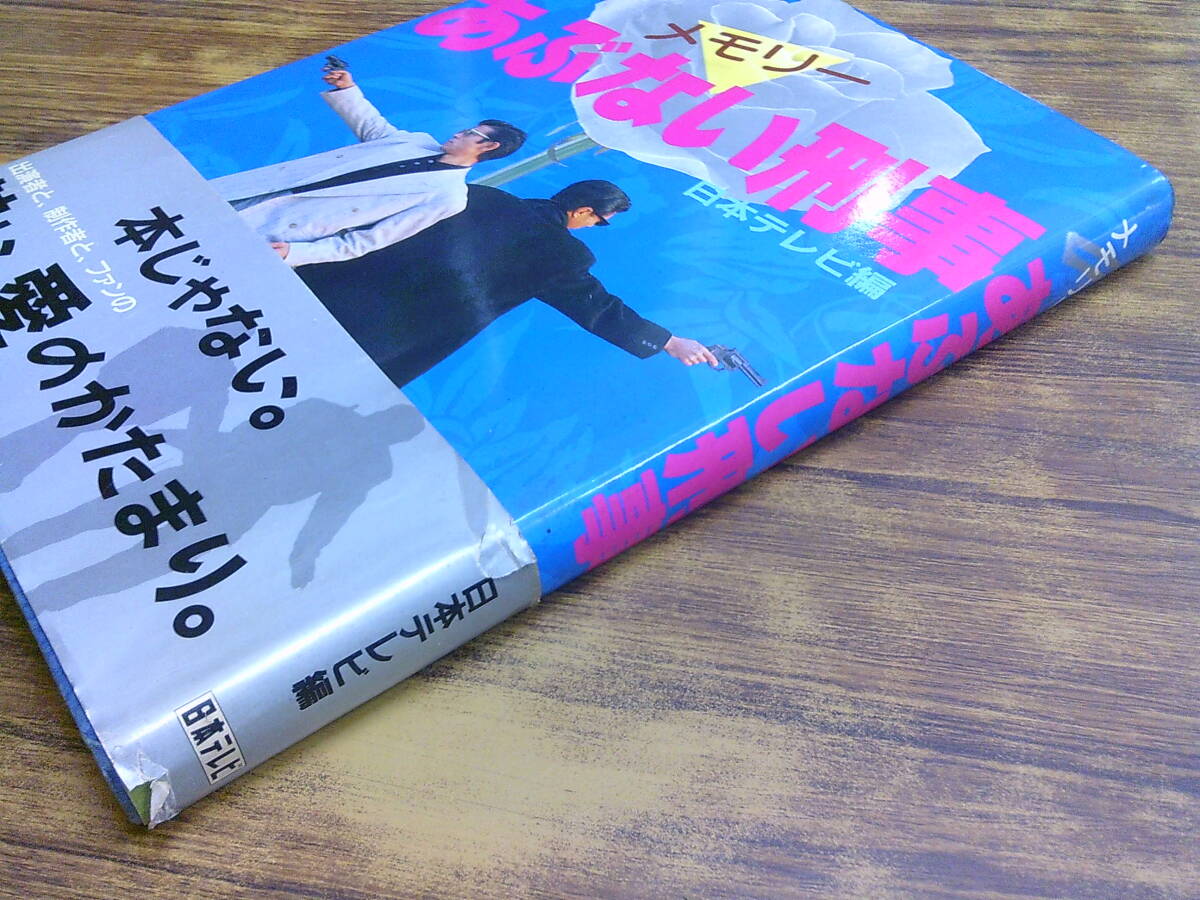 メモリー
あぶない刑事
日本テレビ編
本じゃない。
出演者と、制作者と、ファンの
愛のかたまり。
メモリ
あぶない刑事
日本テレビ編
日本テレビ